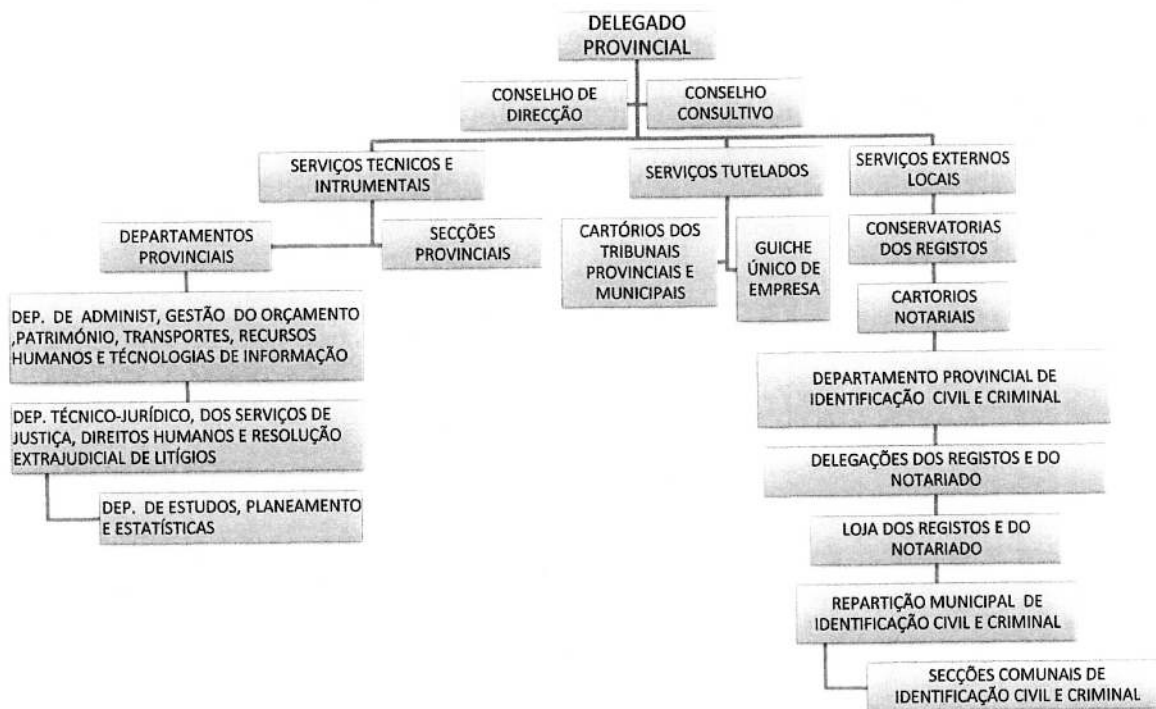 DELEGADO
PROVINCIAL
CONSELHO DE
DIRECÇÃO
CONSELHO
CONSULTIVO
SERVIÇOS TECNICOS E
INTRUMENTAIS
SERVIÇOS TUTELADOS
SERVIÇOS EXTERNOS
LOCAIS
DEPARTAMENTOS
PROVINCIAIS
SECÇÕES
PROVINCIAIS
CARTÓRIOS DOS
TRIBUNAIS
PROVINCIAIS E
MUNICIPAIS
GUICHE
ÚNICO DE
EMPRESA
CONSERVATORIAS
DOS REGISTOS
CARTORIOS
NOTARIAIS
DEP. DE ADMINIST, GESTÃO DO ORÇAMENTO
,PATRIMÓNIO, TRANSPORTES, RECURSOS
HUMANOS E TÉCNOLOGIAS DE INFORMAÇÃO
DEP. TÉCNICO-JURÍDICO, DOS SERVIÇOS DE
JUSTIÇA, DIREITOS HUMANOS E RESOLUÇÃO
EXTRAJUDICIAL DE LITÍGIOS
DEP. DE ESTUDOS, PLANEAMENTO
E ESTATÍSTICAS
DEPARTAMENTO PROVINCIAL DE
IDENTIFICAÇÃO CIVIL E CRIMINAL
DELEGAÇÕES DOS REGISTOS E DO
NOTARIADO
LOJA DOS REGISTOS E DO
NOTARIADO
REPARTIÇÃO MUNICIPAL DE
IDENTIFICAÇÃO CIVIL E CRIMINAL
SECÇÕES COMUNAIS DE
IDENTIFICAÇÃO CIVIL E CRIMINAL